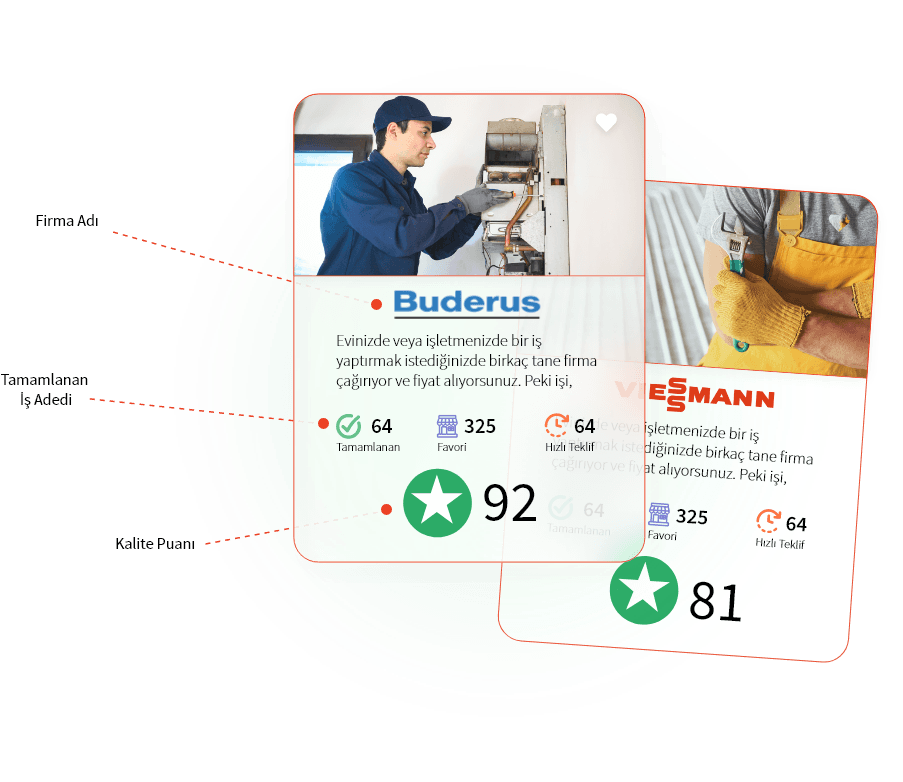 Firma Adı
Tamamlanan
İş Adedi
Kalite Puanı
Buderus
Evinizde veya işletmenizde bir iş
yaptırmak istediğinizde birkaç tane firma
çağırıyor ve fiyat alıyorsunuz. Peki işi,
64
Tamamlanan
325
Favori
64
Hızlı Teklif
92
VIESSMANN
veya işletmenizde bir iş
istediğinizde birkaç tane firma
çağırıyor ve fiyat alıyorsunuz. Peki işi,
64
Tamamlanan
325
Favori
64
Hızlı Teklif
81